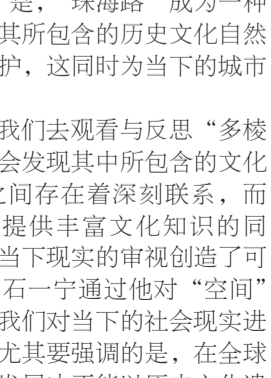 是，“珠海路”成为一种
其所包含的历史文化自然
护，这同时为当下的城市
我们去观看与反思“多棱
会发现其中所包含的文化
之间存在着深刻联系，而
提供丰富文化知识的同
当下现实的审视创造了可
石一宁通过他对“空间”
我们对当下的社会现实进
尤其要强调的是，在全球